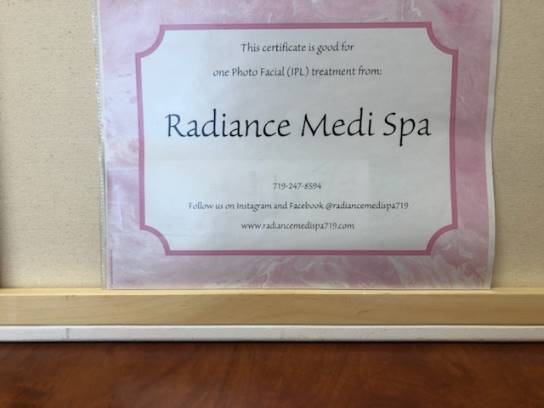 This certificate is good for
one Photo Facial (IPL) treatment from:
Radiance Medi Spa
719-247-8594
Follow us on Instagram and Facebook @radiancemedispa719
www.radiancemedispa719.com